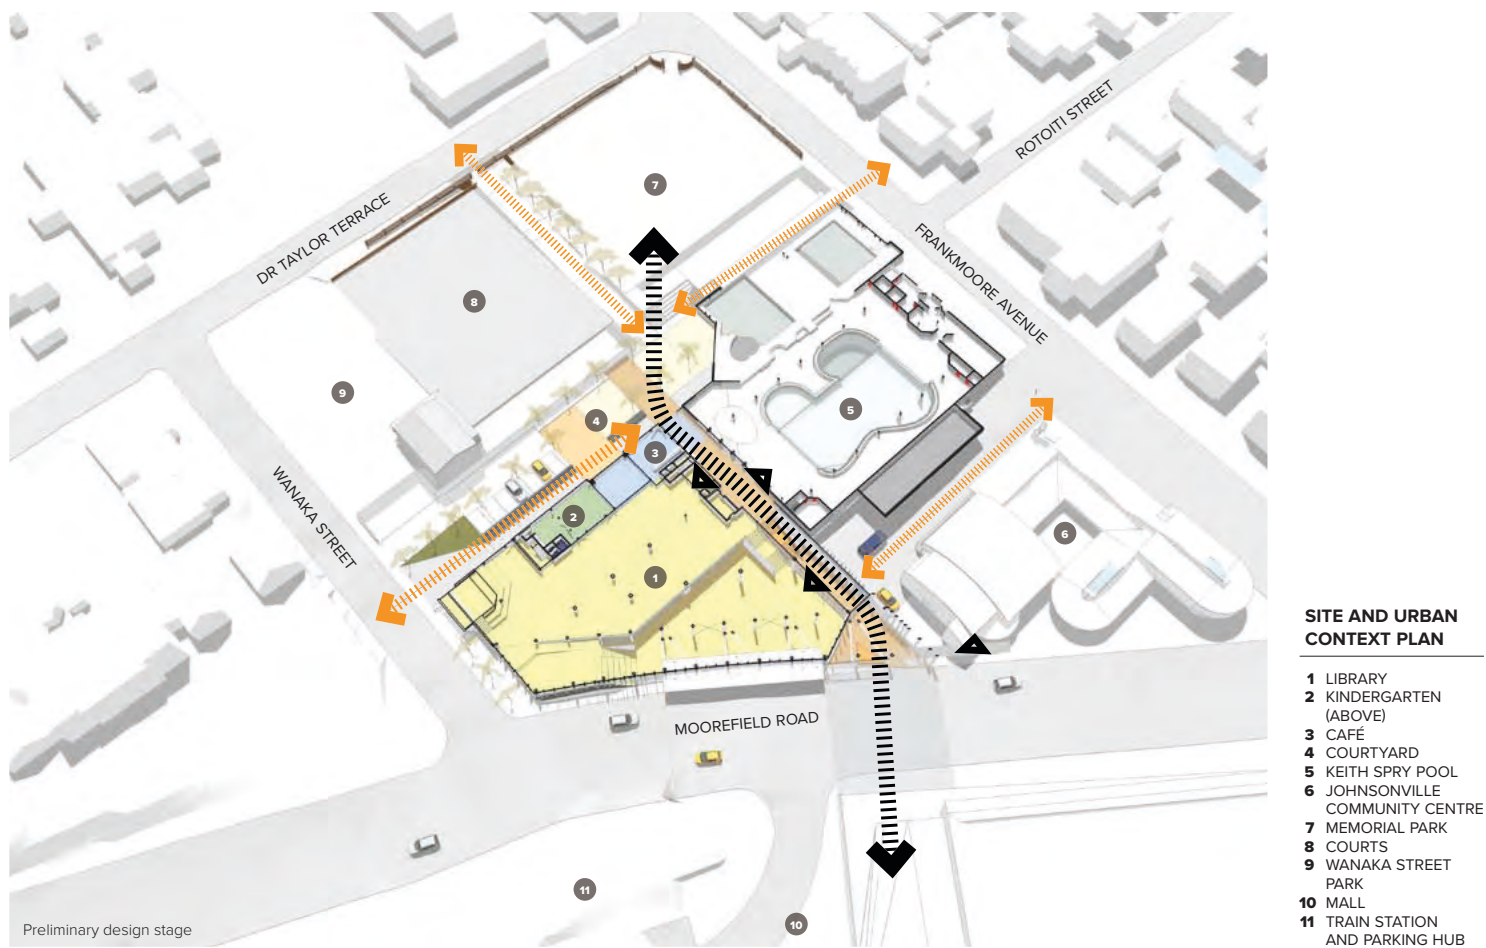 ROTOITI STREET
DR TAYLOR TERRACE
FRANKMOORE AVENUE
WANAKA STREET
MOOREFIELD ROAD
7
8
9
4
3
5
2
6
1
11
10
Preliminary design stage
SITE AND URBAN
CONTEXT PLAN
1 LIBRARY
2 KINDERGARTEN
(ABOVE)
3 CAFÉ
4 COURTYARD
5 KEITH SPRY POOL
6 JOHNSONVILLE
COMMUNITY CENTRE
7 MEMORIAL PARK
8 COURTS
9 WANAKA STREET
PARK
10 MALL
11 TRAIN STATION
AND PARKING HUB